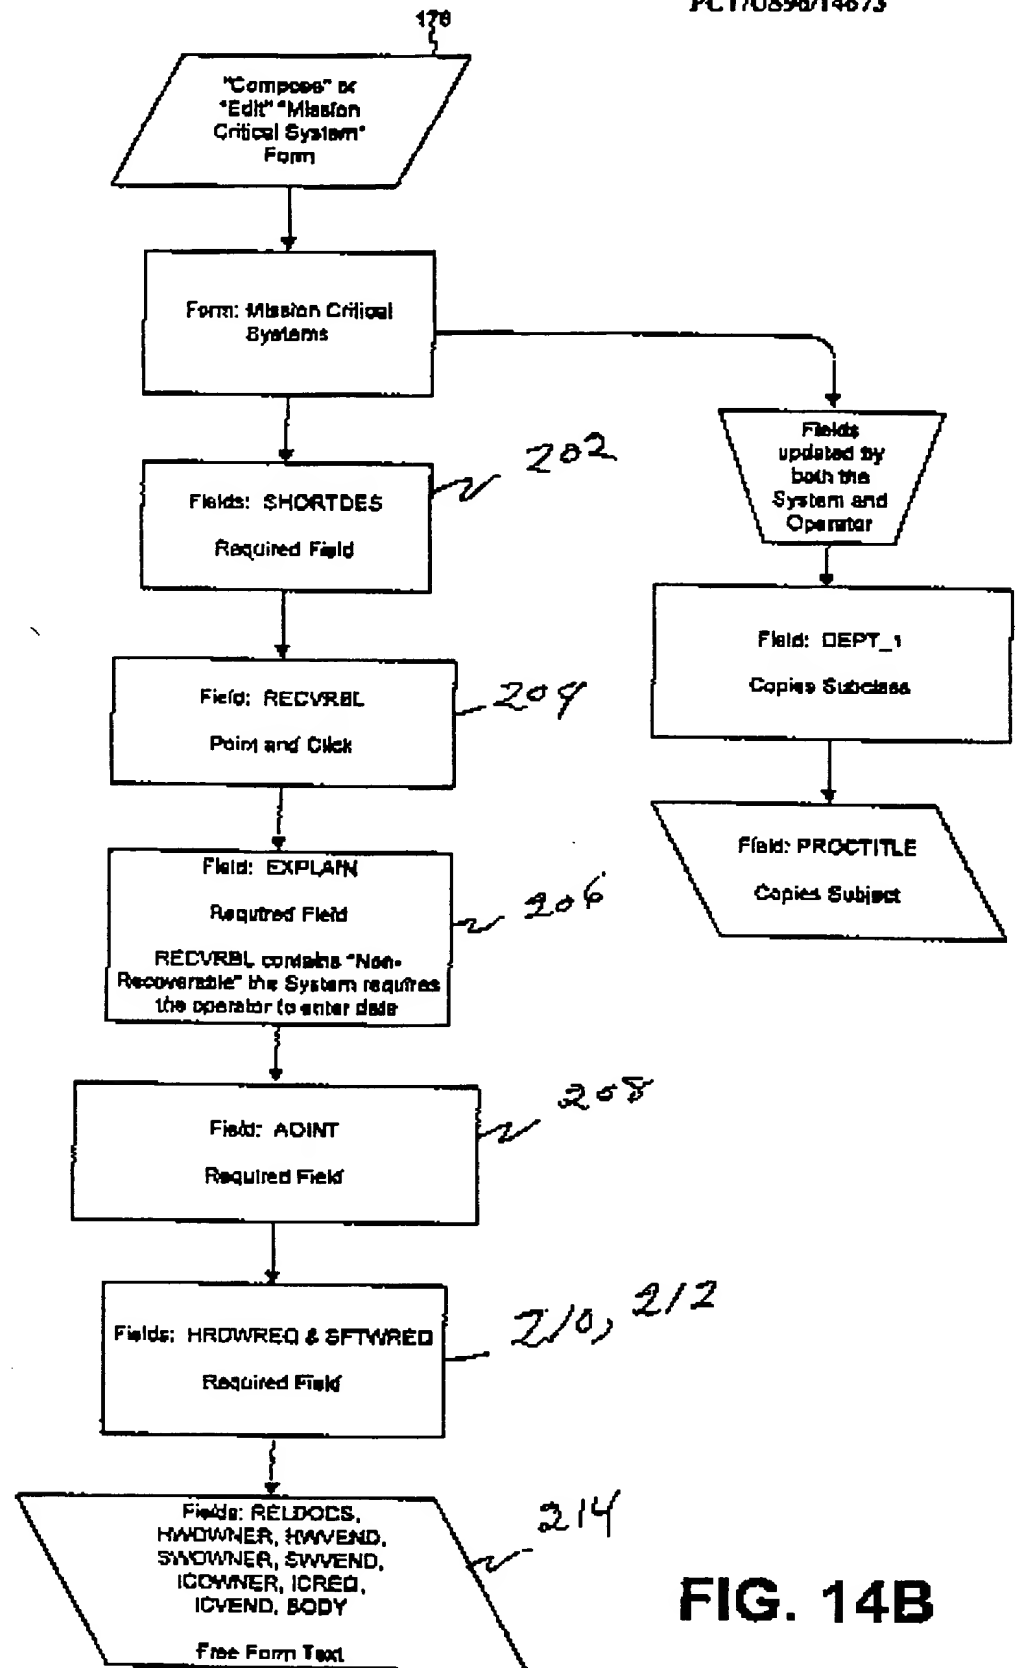 PCT/US96/14673
178
"Compose" or
"Edit" "Mission
Critical System"
Form
Form: Mission Critical
Systems
Fields
updated by
both the
System and
Operator
Fields: SHORTDES
Required Field
202
Field: DEPT_1
Copies Subclass
Field: RECVRBL
Point and Click
204
Field: PROCTITLE
Copies Subject
Field: EXPLAIN
Required Field
RECVRBL contains "Non-
Recoverable" the System requires
the operator to enter data
206
Field: AOINT
Required Field
208
Fields: HRDWREQ & SFTWREQ
Required Field
210, 212
Fields: RELDOCS,
HWOWNER, HWVEND,
SWOWNER, SWVEND,
ICOWNER, ICREQ,
ICVEND, BODY
Free Form Text
214
FIG. 14B